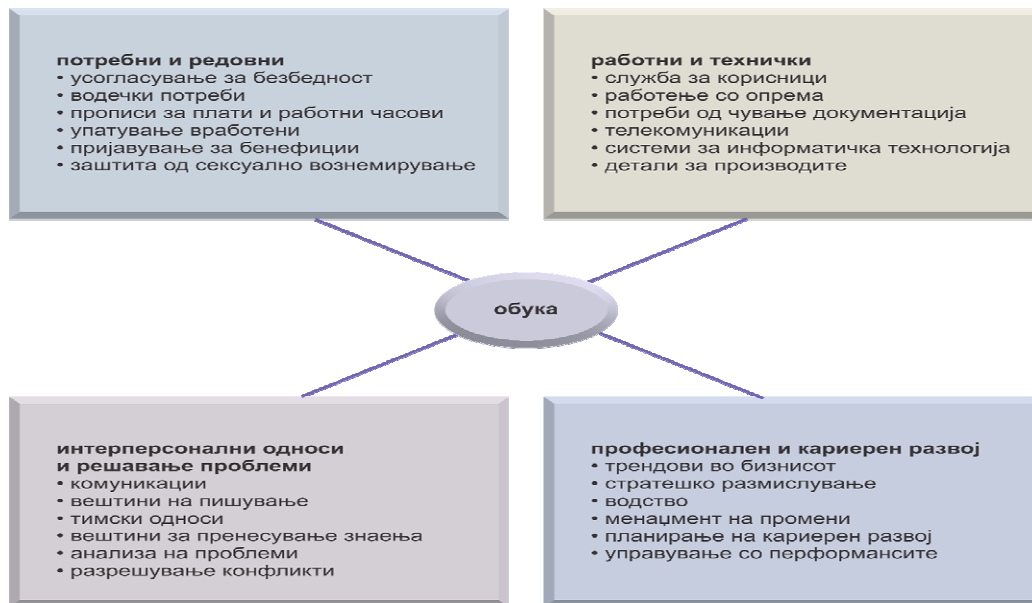 потребни и редовни
• усогласување за безбедност
• водечки потреби
• прописи за плати и работни часови
• упатување вработени
• пријавување за бенефиции
• заштита од сексуално вознемирување
работни и технички
• служба за корисници
• работење со опрема
• потреби од чување документација
• телекомуникации
• системи за информатичка технологија
• детали за производите
обука
интерперсонални односи
и решавање проблеми
• комуникации
• вештини на пишување
• тимски односи
• вештини за пренесување знаења
• анализа на проблеми
• разрешување конфликти
професионален и кариерен развој
• трендови во бизнисот
• стратешко размислување
• водство
• менаџмент на промени
• планирање на кариерен развој
• управување со перформансите